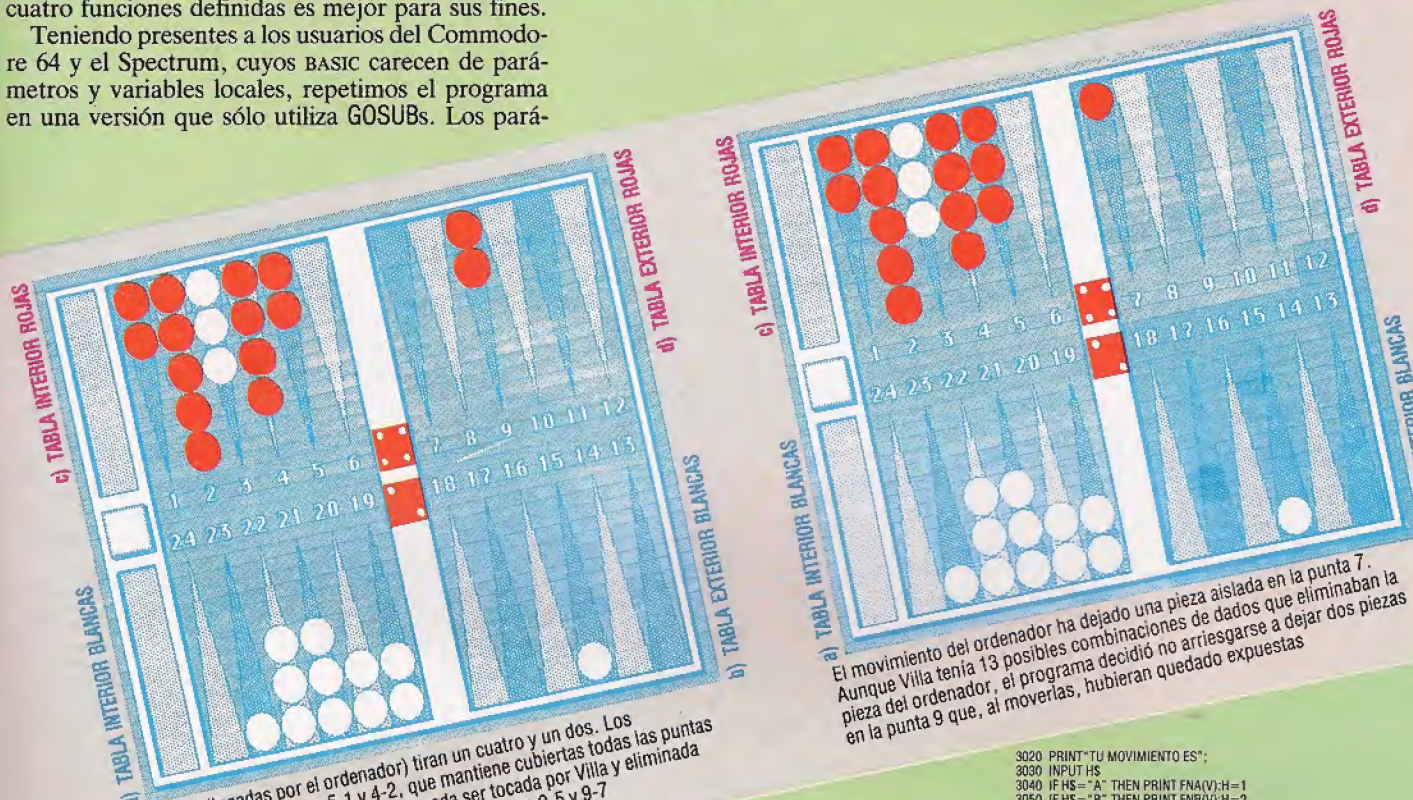 cuatro funciones definidas es mejor para sus fines.
Teniendo presentes a los usuarios del Commodo-
re 64 y el Spectrum, cuyos BASIC carecen de pará-
metros y variables locales, repetimos el programa
en una versión que sólo utiliza GOSUBs. Los pará-
c) TABLA INTERIOR ROJAS
d) TABLA EXTERIOR ROJAS
1 2 3 4 5 6 7 8 9 10 11 12
24 23 22 21 20 19 18 17 16 15 14 13
a) TABLA INTERIOR BLANCAS
b) TABLA EXTERIOR BLANCAS
por el ordenador) tiran un cuatro y un dos. Los
5-1 y 4-2, que mantiene cubiertas todas las puntas
ser tocada por Villa y eliminada
y 9-7
c) TABLA INTERIOR ROJAS
d) TABLA EXTERIOR ROJAS
1 2 3 4 5 6 7 8 9 10 11 12
24 23 22 21 20 19 18 17 16 15 14 13
a) TABLA INTERIOR BLANCAS
BLANCAS
El movimiento del ordenador ha dejado una pieza aislada en la punta 7.
Aunque Villa tenía 13 posibles combinaciones de dados que eliminaban la
pieza del ordenador, el programa decidió no arriesgarse a dejar dos piezas
en la punta 9 que, al moverlas, hubieran quedado expuestas
3020 PRINT"TU MOVIMIENTO ES";
3030 INPUT H$
3040 IF H$="A" THEN PRINT FNA(V):H=1